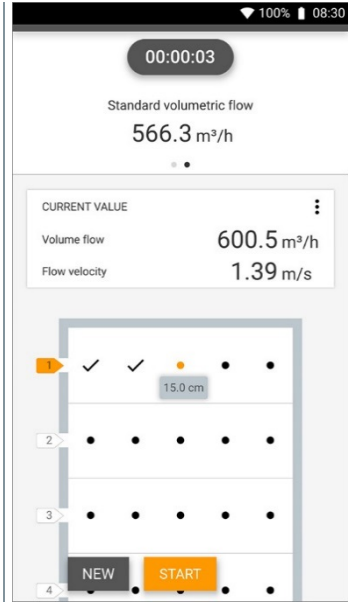 100% 08:30
00:00:03
Standard volumetric flow
566.3 m³/h
CURRENT VALUE
Volume flow 600.5 m³/h
Flow velocity 1.39 m/s
1
15.0 cm
2
3
4
NEW START